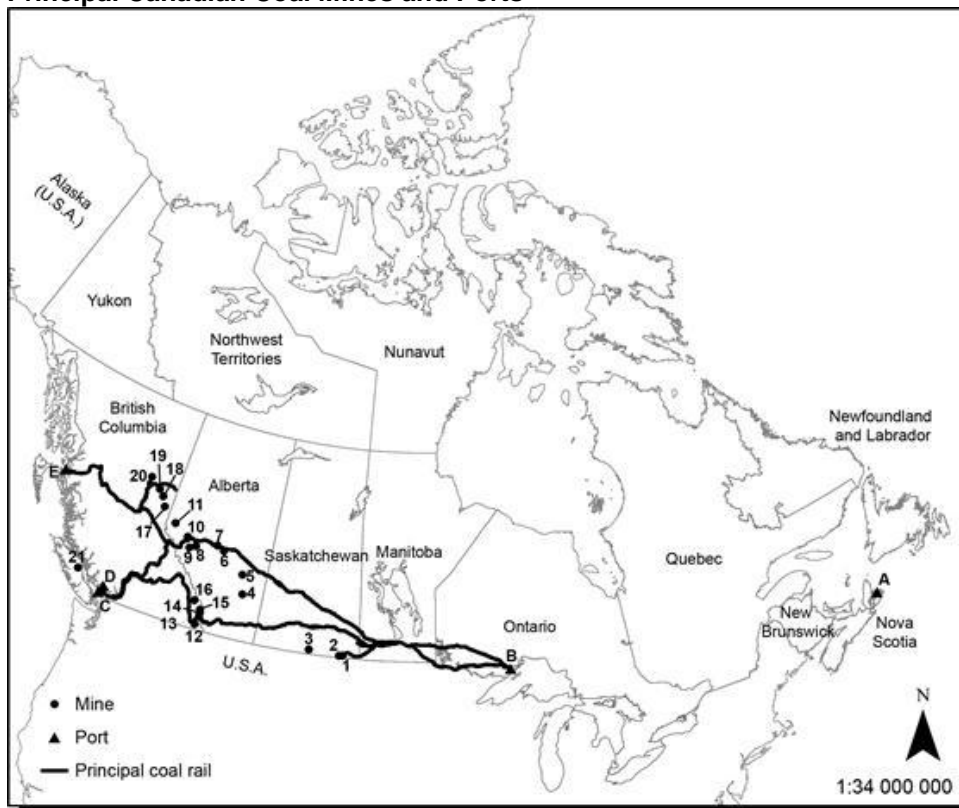 Principal Canadian Coal Mines and Ports
Alaska
(U.S.A.)
Yukon
Northwest
Territories
Nunavut
British
Columbia
Newfoundland
and Labrador
E
20
19
18
Alberta
17
11
10
7
9
8
6
Saskatchewan
Manitoba
Quebec
21
D
C
5
4
16
14
15
13
12
3
2
1
Ontario
B
A
New
Brunswick
Nova
Scotia
U.S.A.
Mine
Port
Principal coal rail
N
1:34 000 000